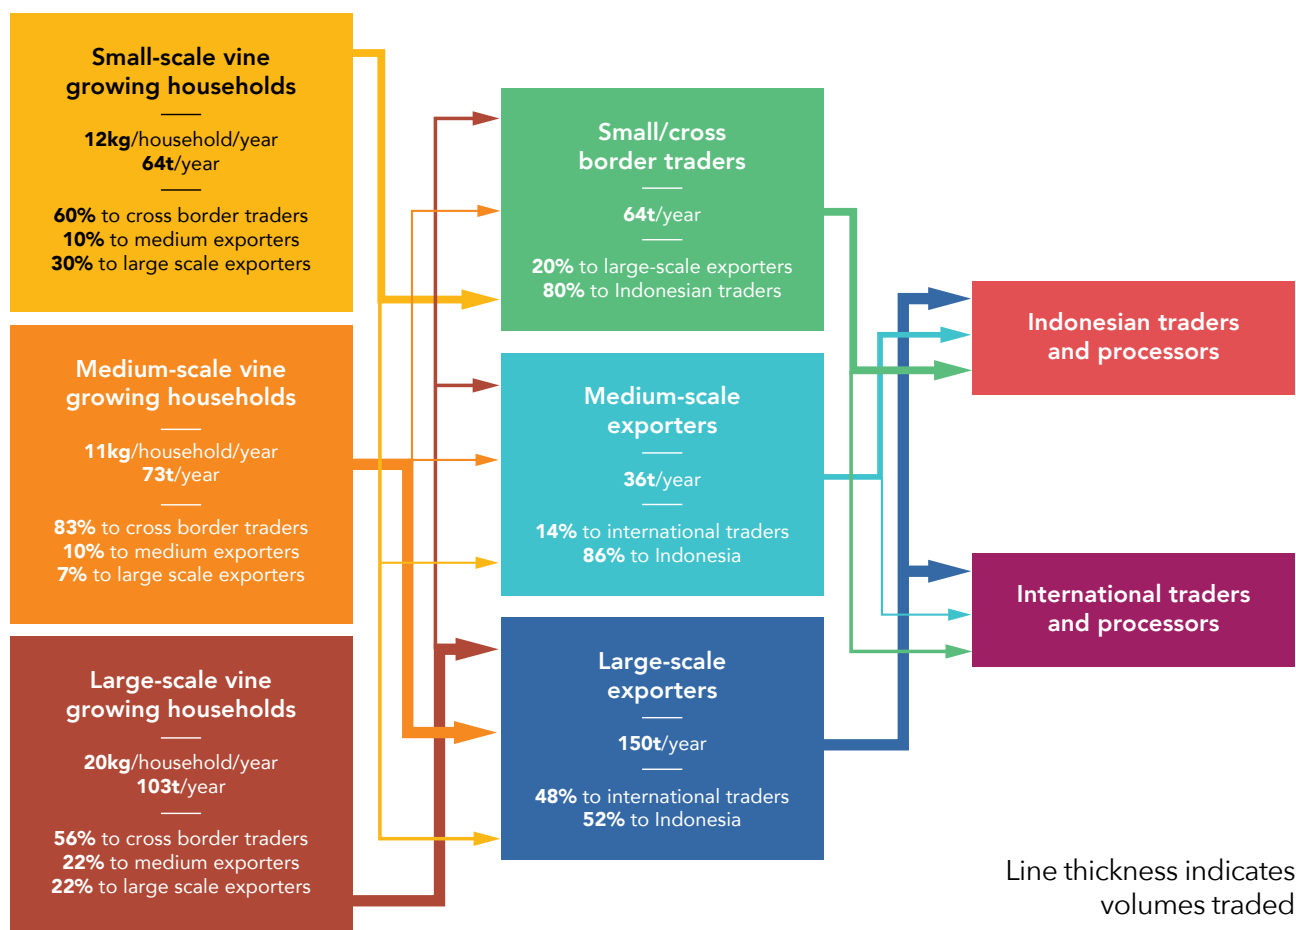 Small-scale vine
growing households
12kg/household/year
64t/year
60% to cross border traders
10% to medium exporters
30% to large scale exporters
Medium-scale vine
growing households
11kg/household/year
73t/year
83% to cross border traders
10% to medium exporters
7% to large scale exporters
Large-scale vine
growing households
20kg/household/year
103t/year
56% to cross border traders
22% to medium exporters
22% to large scale exporters
Small/cross
border traders
64t/year
20% to large-scale exporters
80% to Indonesian traders
Medium-scale
exporters
36t/year
14% to international traders
86% to Indonesia
Large-scale
exporters
150t/year
48% to international traders
52% to Indonesia
Indonesian traders
and processors
International traders
and processors
Line thickness indicates
volumes traded